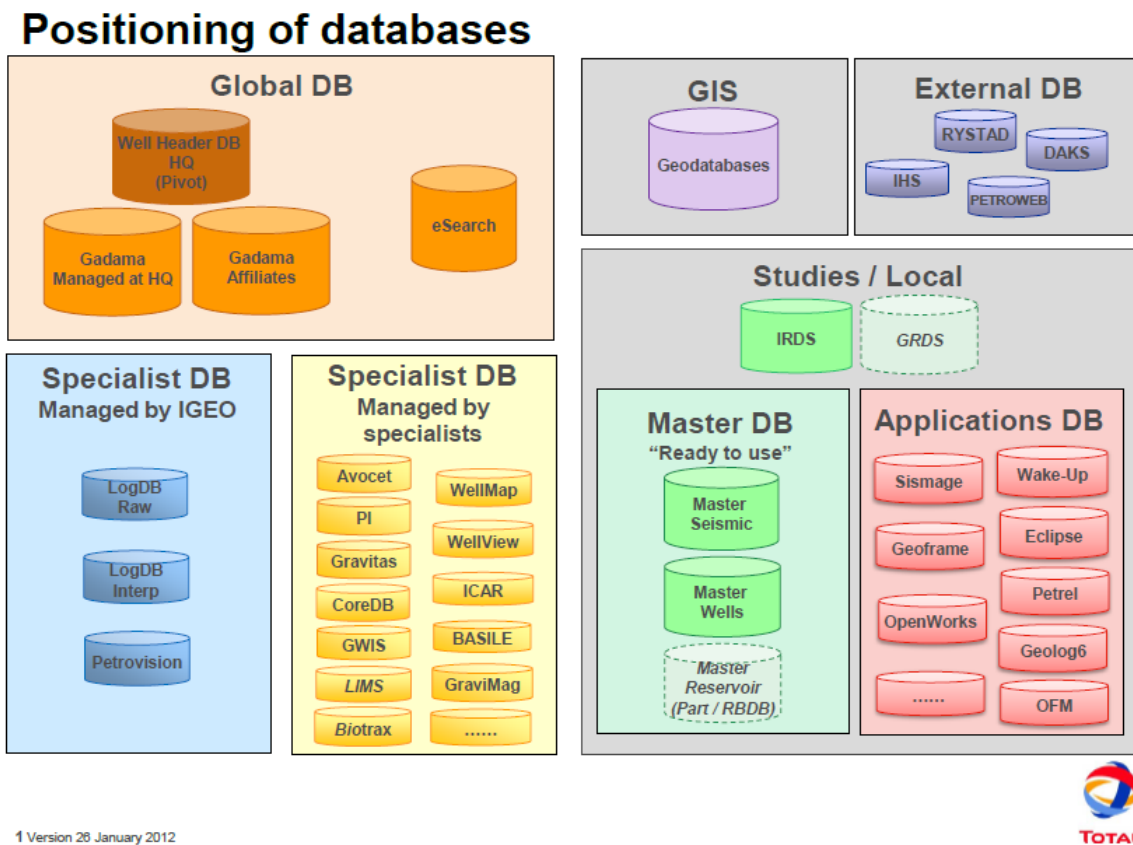 Positioning of databases
Global DB
Well Header DB
HQ
(Pivot)
Gadama
Managed at HQ
Gadama
Affiliates
eSearch
GIS
Geodatabases
External DB
RYSTAD
DAKS
IHS
PETROWEB
Studies / Local
IRDS
GRDS
Specialist DB
Managed by IGEO
LogDB
Raw
LogDB
Interp
Petrovision
Specialist DB
Managed by
specialists
Avocet
PI
Gravitas
CoreDB
GWIS
LIMS
Biotrax
WellMap
WellView
ICAR
BASILE
GraviMag
......
Master DB
“Ready to use”
Master
Seismic
Master
Wells
Master
Reservoir
(Part / RBDB)
Applications DB
Sismage
Geoframe
OpenWorks
......
Wake-Up
Eclipse
Petrel
Geolog6
OFM
1 Version 26 January 2012
TOTAL